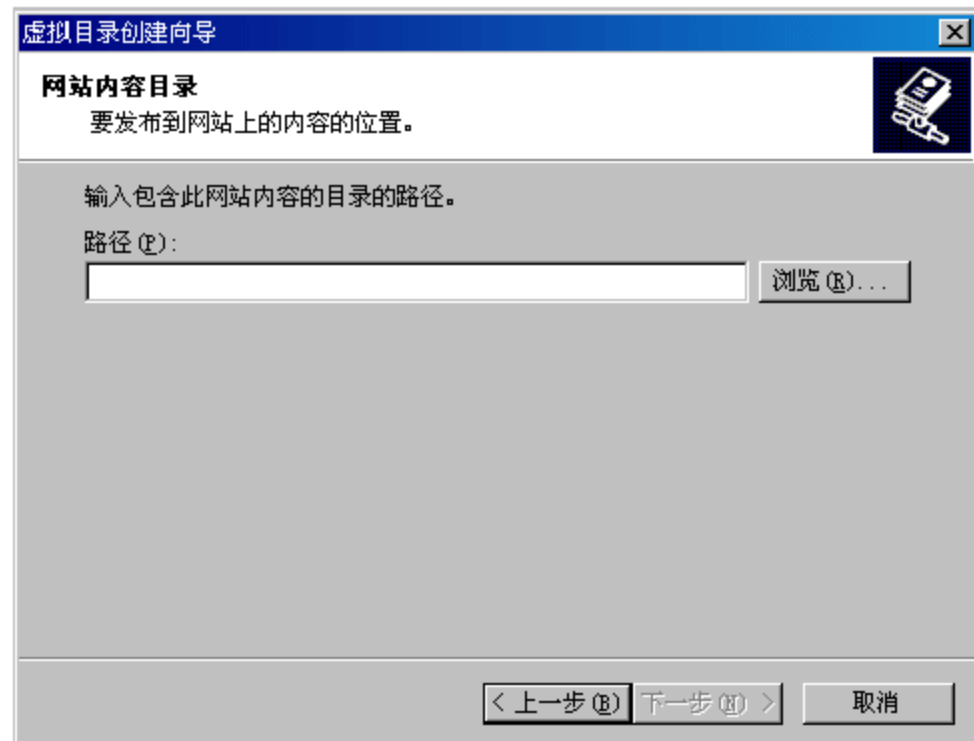 虚拟目录创建向导
网站内容目录
要发布到网站上的内容的位置。
输入包含此网站内容的目录的路径。
路径(P):
浏览(R)...
< 上一步(B) 下一步(N) > 取消